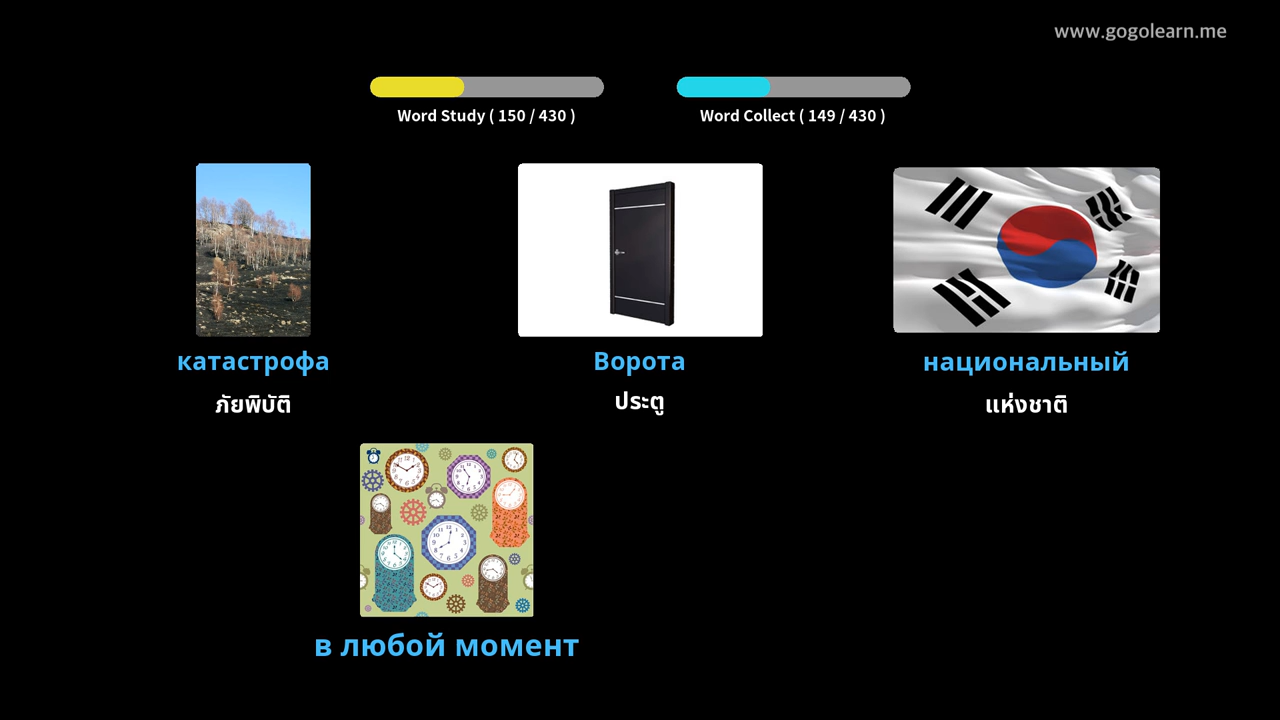 www.gogolearn.me
Word Study ( 150 / 430 )
Word Collect ( 149 / 430 )
катастрофа
Ворота
национальный
ภัยพิบัติ
ประตู
แห่งชาติ
в любой момент